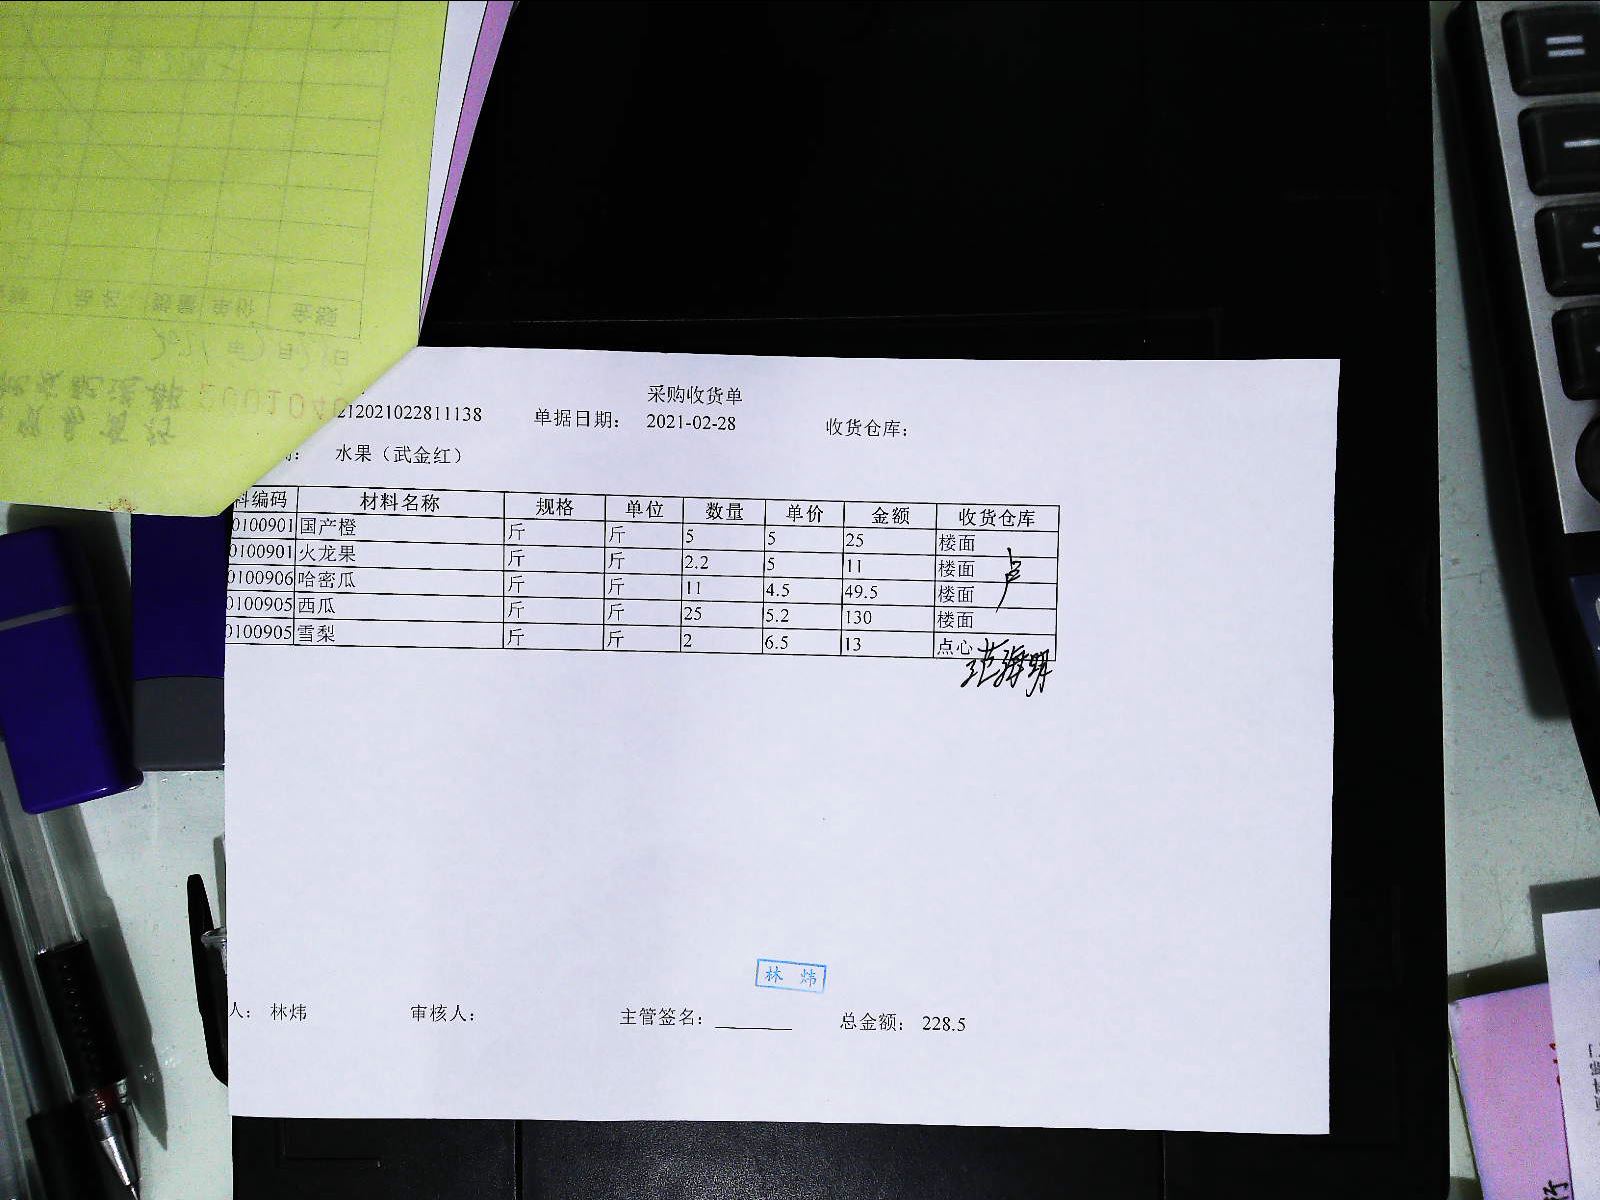 采购收货单
212021022811138 单据日期： 2021-02-28 收货仓库：
水果（武金红）
料编码 材料名称 规格 单位 数量 单价 金额 收货仓库
0100901 国产橙 斤 斤 5 5 25 楼面
0100901 火龙果 斤 斤 2.2 5 11 楼面
0100906 哈密瓜 斤 斤 11 4.5 49.5 楼面
0100905 西瓜 斤 斤 25 5.2 130 楼面
0100905 雪梨 斤 斤 2 6.5 13 点心
范海明
林 炜
人： 林炜 审核人： 主管签名： 总金额： 228.5